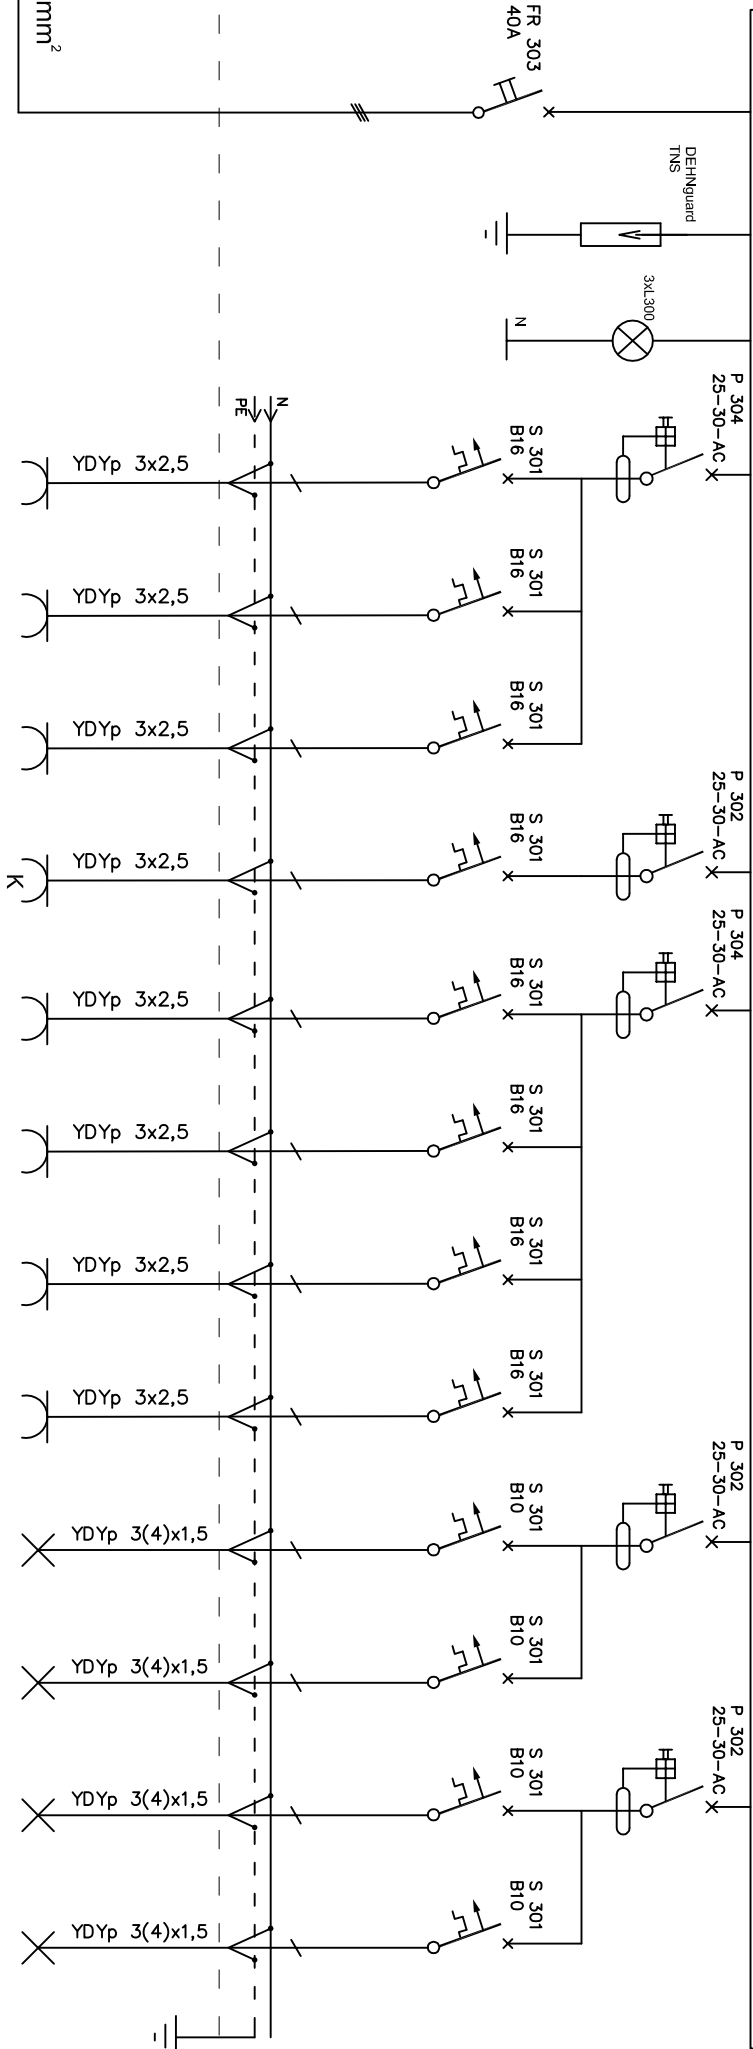 mm²
FR 303
40A
DEHNguard
TNS
3xL300
N
P 304
25-30-AC
P 302
25-30-AC
P 304
25-30-AC
P 302
25-30-AC
P 302
25-30-AC
S 301
B16
S 301
B16
S 301
B16
S 301
B16
S 301
B16
S 301
B16
S 301
B16
S 301
B16
S 301
B10
S 301
B10
S 301
B10
S 301
B10
N
PE
YDYp 3x2,5
YDYp 3x2,5
YDYp 3x2,5
YDYp 3x2,5
YDYp 3x2,5
YDYp 3x2,5
YDYp 3x2,5
YDYp 3x2,5
YDYp 3(4)x1,5
YDYp 3(4)x1,5
YDYp 3(4)x1,5
YDYp 3(4)x1,5
K